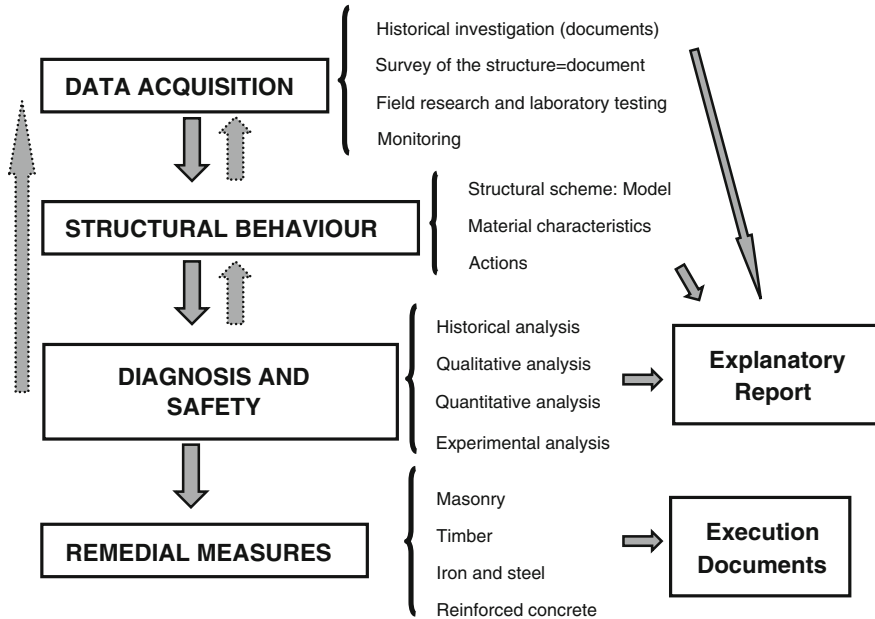 DATA ACQUISITION
Historical investigation (documents)
Survey of the structure=document
Field research and laboratory testing
Monitoring
STRUCTURAL BEHAVIOUR
Structural scheme: Model
Material characteristics
Actions
DIAGNOSIS AND
SAFETY
Historical analysis
Qualitative analysis
Quantitative analysis
Experimental analysis
Explanatory
Report
REMEDIAL MEASURES
Masonry
Timber
Iron and steel
Reinforced concrete
Execution
Documents